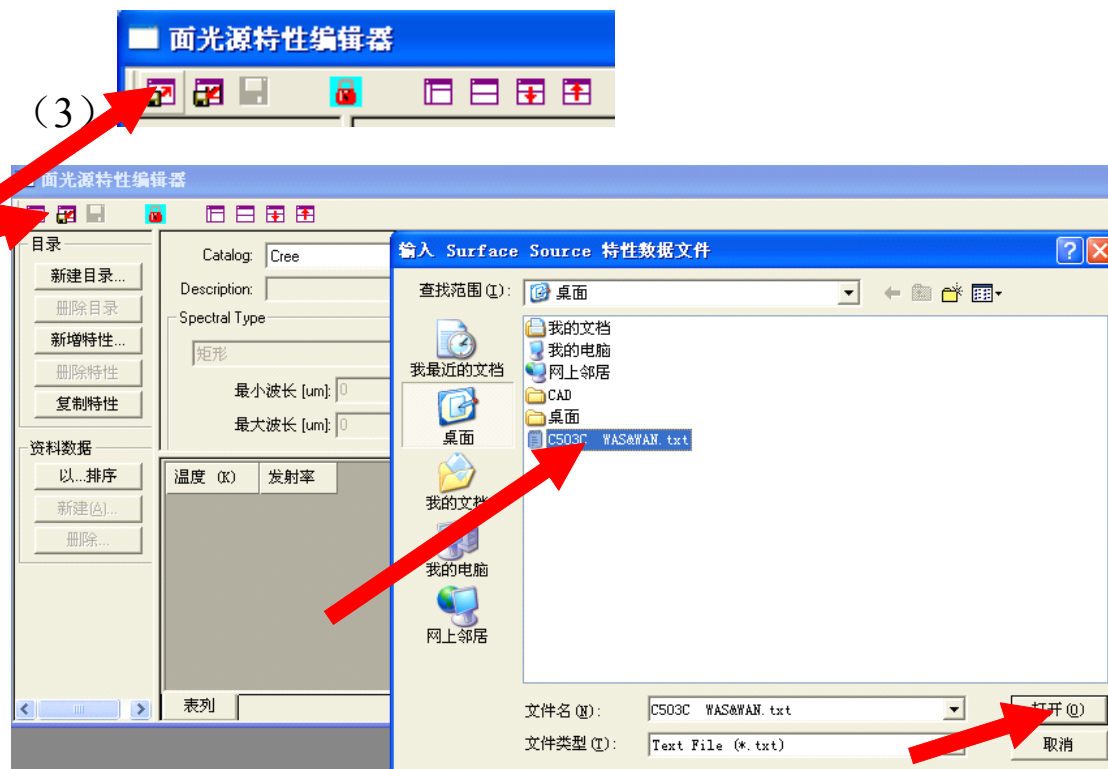 面光源特性编辑器
（3）
面光源特性编辑器
目录
新建目录...
删除目录
新增特性...
删除特性
复制特性
资料数据
以...排序
新建(A)...
删除...
Catalog: Cree
Description:
Spectral Type
矩形
最小波长 [um]: 0
最大波长 [um]: 0
温度 (K) 发射率
表列
输入 Surface Source 特性数据文件
查找范围(I): 桌面
我最近的文档
桌面
我的文档
我的电脑
网上邻居
我的文档
我的电脑
网上邻居
CAD
桌面
C503C WAS&WAN.txt
文件名(N): C503C WAS&WAN.txt
打开(O)
文件类型(T): Text File (*.txt)
取消